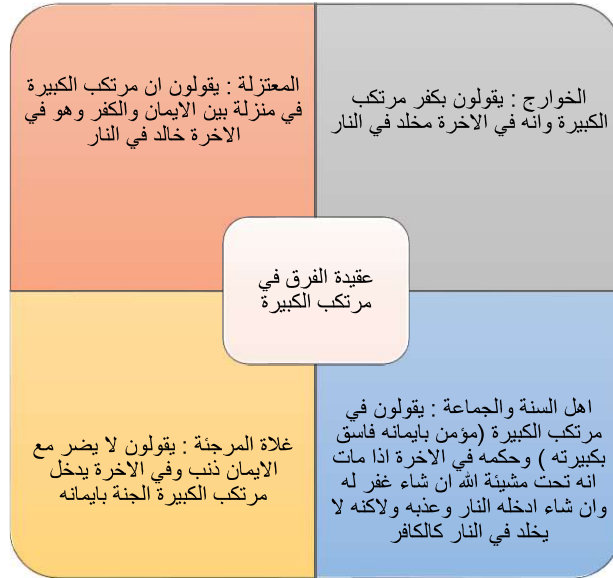 الخوارج : يقولون بكفر مرتكب
الكبيرة وانه في الاخرة مخلد في النار
المعتزلة : يقولون ان مرتكب الكبيرة
في منزلة بين الايمان والكفر وهو في
الاخرة خالد في النار
عقيدة الفرق في
مرتكب الكبيرة
اهل السنة والجماعة : يقولون في
مرتكب الكبيرة (مؤمن بايمانه فاسق
بكبيرته ) وحكمه في الاخرة اذا مات
انه تحت مشيئة الله ان شاء غفر له
وان شاء ادخله النار وعذبه ولاكنه لا
يخلد في النار كالكافر
غلاة المرجئة : يقولون لا يضر مع
الايمان ذنب وفي الاخرة يدخل
مرتكب الكبيرة الجنة بايمانه